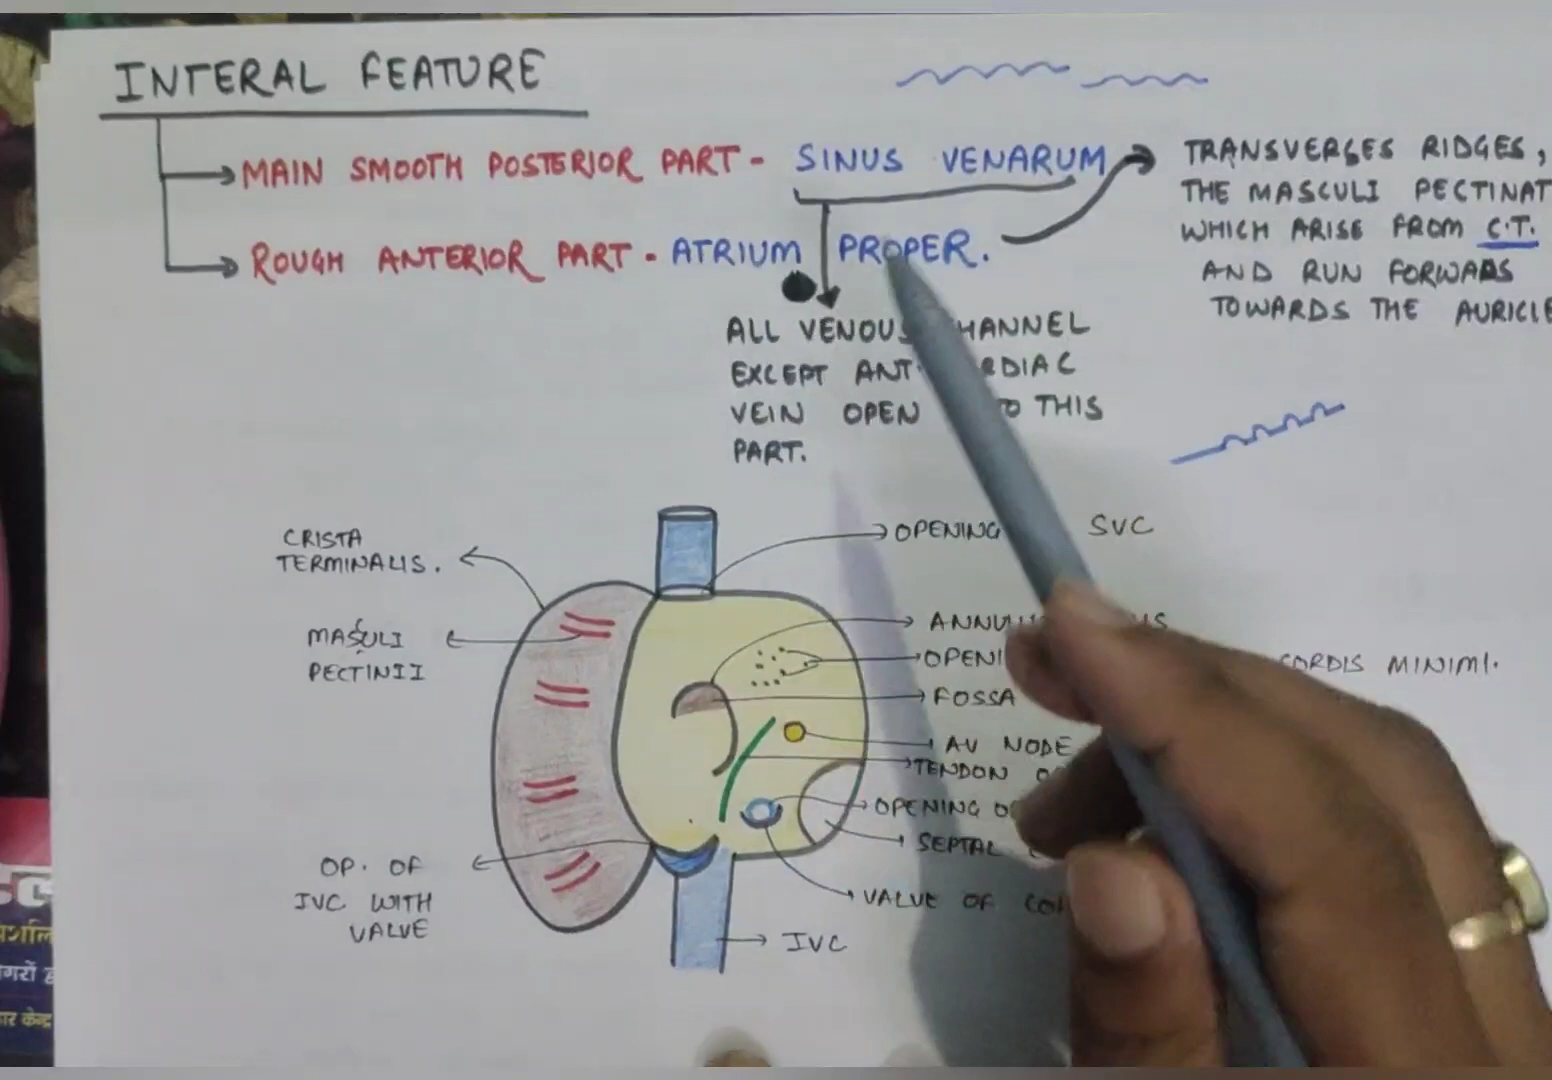 INTERAL FEATURE
MAIN SMOOTH POSTERIOR PART - SINUS VENARUM
ROUGH ANTERIOR PART - ATRIUM PROPER.
TRANSVERSES RIDGES,
THE MASCULI PECTINAT
WHICH ARISE FROM C.T.
AND RUN FORWARDS
TOWARDS THE AURICLE
ALL VENOUS
EXCEPT ANT.
VEIN OPEN THIS
PART.
CRISTA
TERMINALIS.
MASULI
PECTINII
OP. OF
IVC WITH
VALVE
OPENING SVC
CORDIS MINIMI.
FOSSA
AV NODE
TENDON
OPENING
SEPTAL
VALVE OF
IVC